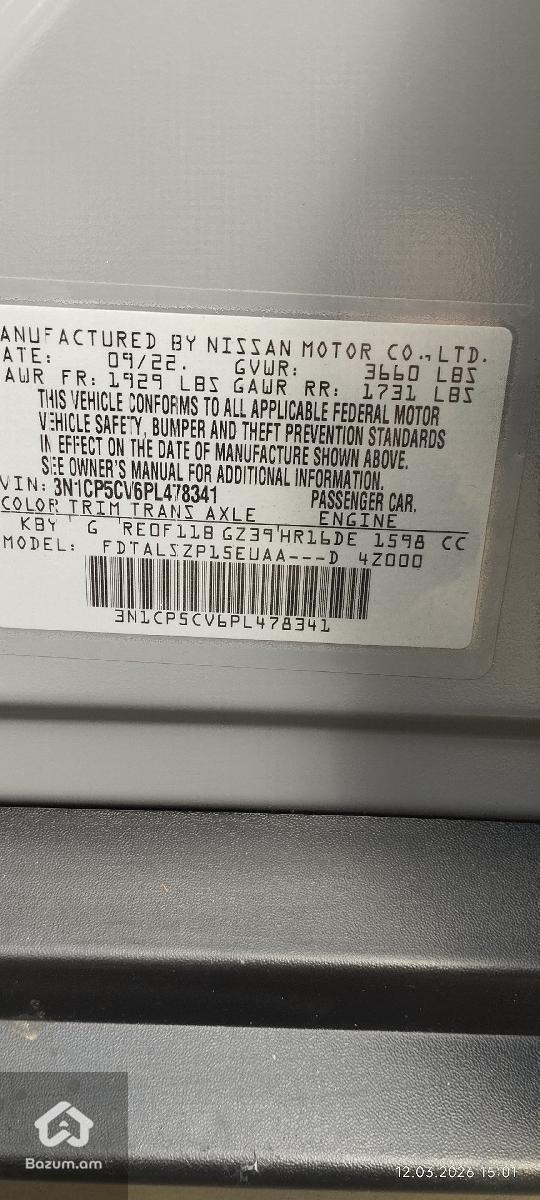 ANUFACTURED BY NISSAN MOTOR CO., LTD.
ATE: 09/22. GVWR: 3660 LBS
AWR FR: 1929 LBS GAWR RR: 1731 LBS
THIS VEHICLE CONFORMS TO ALL APPLICABLE FEDERAL MOTOR
VEHICLE SAFETY, BUMPER AND THEFT PREVENTION STANDARDS
IN EFFECT ON THE DATE OF MANUFACTURE SHOWN ABOVE.
SEE OWNER'S MANUAL FOR ADDITIONAL INFORMATION.
VIN: 3N1CP5CV6PL478341 PASSENGER CAR.
COLOR TRIM TRANS AXLE ENGINE
KBY G RE0F11B GZ39 HR16DE 1598 CC
MODEL: FDTALSZP15EUAA---D 4Z000
3N1CP5CV6PL478341
Bazum.am
12.03.2026 15:01